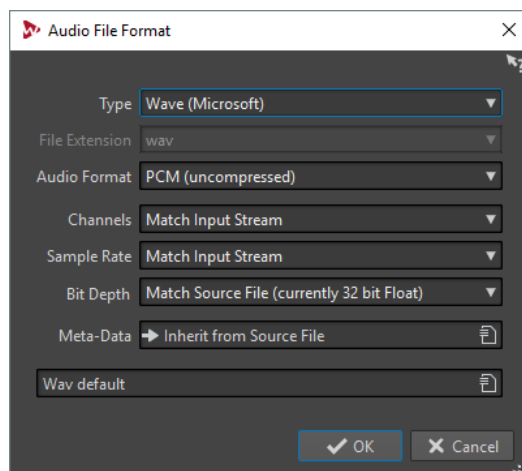 Audio File Format
Type Wave (Microsoft)
File Extension wav
Audio Format PCM (uncompressed)
Channels Match Input Stream
Sample Rate Match Input Stream
Bit Depth Match Source File (currently 32 bit Float)
Meta-Data Inherit from Source File
Wav default
OK Cancel